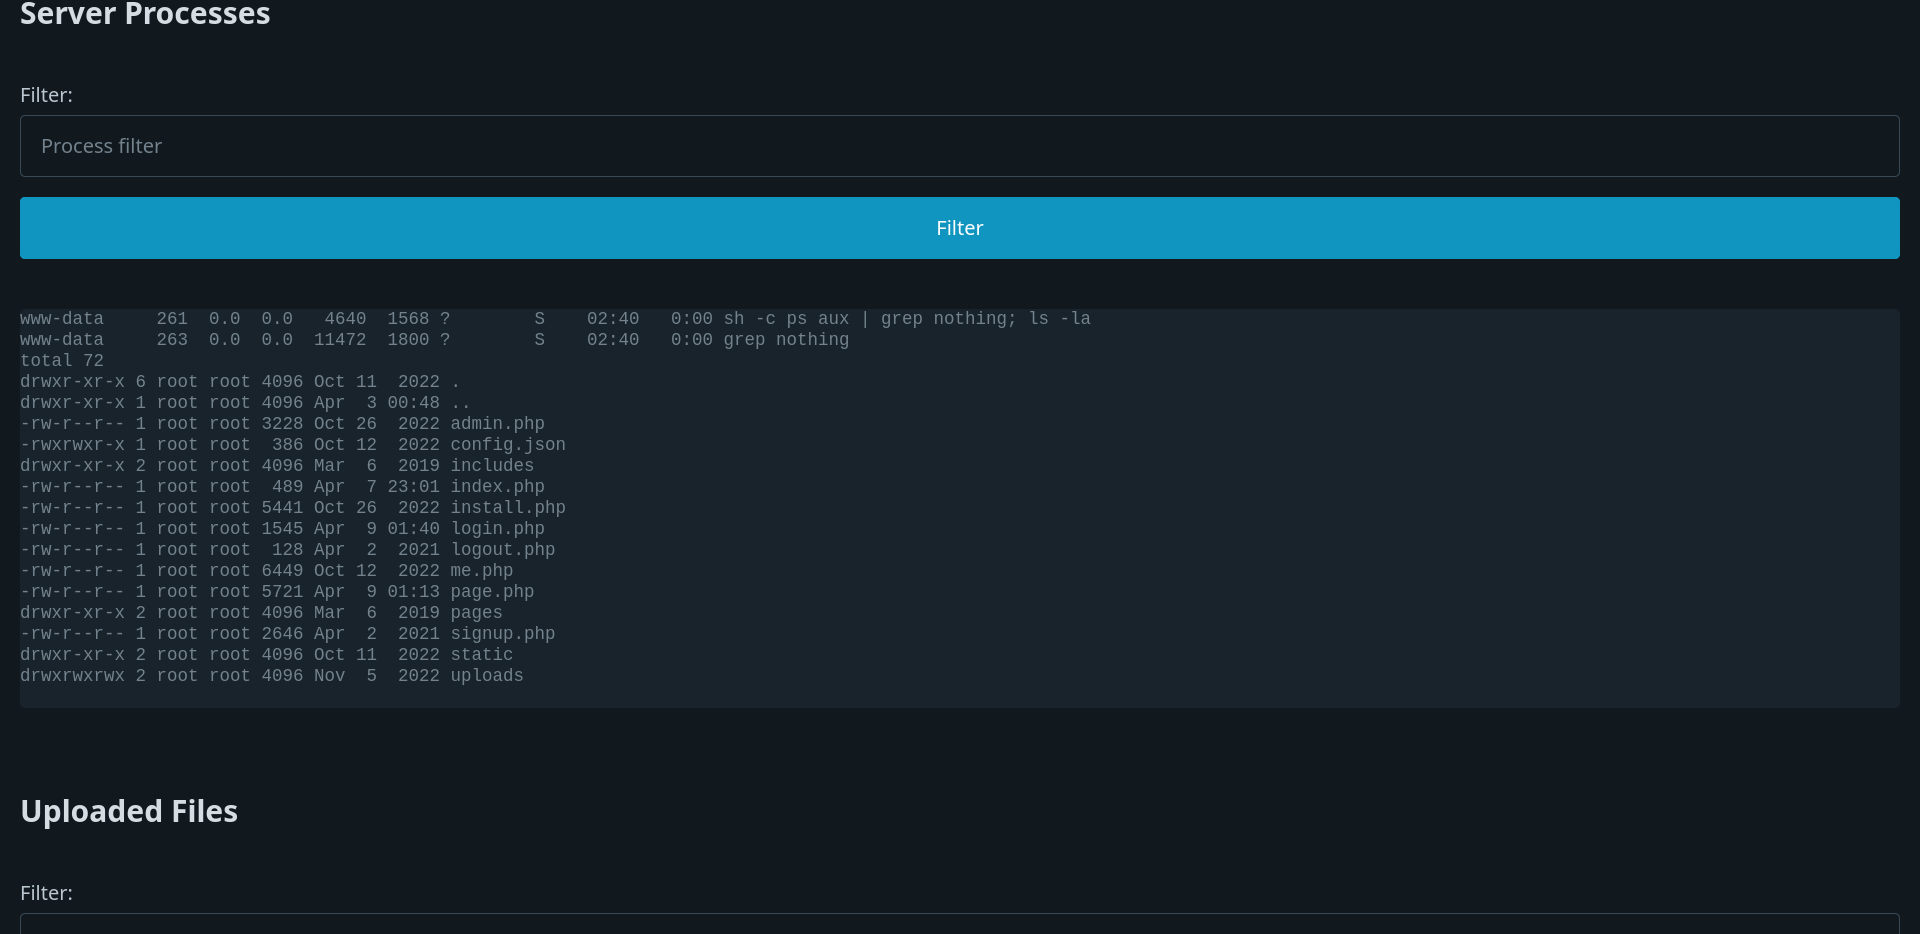 Server Processes
Filter:
Process filter
Filter
www-data     261  0.0  0.0   4640  1568 ?        S    02:40   0:00 sh -c ps aux | grep nothing; ls -la
www-data     263  0.0  0.0  11472  1800 ?        S    02:40   0:00 grep nothing
total 72
drwxr-xr-x 6 root root 4096 Oct 11  2022 .
drwxr-xr-x 1 root root 4096 Apr  3 00:48 ..
-rw-r--r-- 1 root root 3228 Oct 26  2022 admin.php
-rwxrwxr-x 1 root root  386 Oct 12  2022 config.json
drwxr-xr-x 2 root root 4096 Mar  6  2019 includes
-rw-r--r-- 1 root root  489 Apr  7 23:01 index.php
-rw-r--r-- 1 root root 5441 Oct 26  2022 install.php
-rw-r--r-- 1 root root 1545 Apr  9 01:40 login.php
-rw-r--r-- 1 root root  128 Apr  2  2021 logout.php
-rw-r--r-- 1 root root 6449 Oct 12  2022 me.php
-rw-r--r-- 1 root root 5721 Apr  9 01:13 page.php
drwxr-xr-x 2 root root 4096 Mar  6  2019 pages
-rw-r--r-- 1 root root 2646 Apr  2  2021 signup.php
drwxr-xr-x 2 root root 4096 Oct 11  2022 static
drwxrwxrwx 2 root root 4096 Nov  5  2022 uploads
Uploaded Files
Filter: